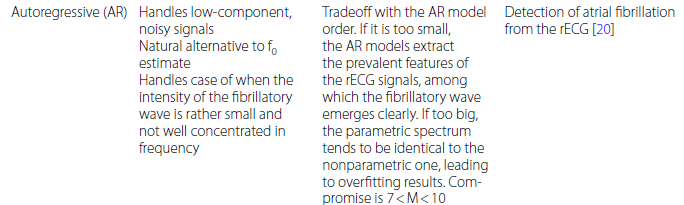 Autoregressive (AR)
Handles low-component,
noisy signals
Natural alternative to f₀
estimate
Handles case of when the
intensity of the fibrillatory
wave is rather small and
not well concentrated in
frequency
Tradeoff with the AR model
order. If it is too small,
the AR models extract
the prevalent features of
the rECG signals, among
which the fibrillatory wave
emerges clearly. If too big,
the parametric spectrum
tends to be identical to the
nonparametric one, leading
to overfitting results. Com-
promise is 7<M<10
Detection of atrial fibrillation
from the rECG [20]